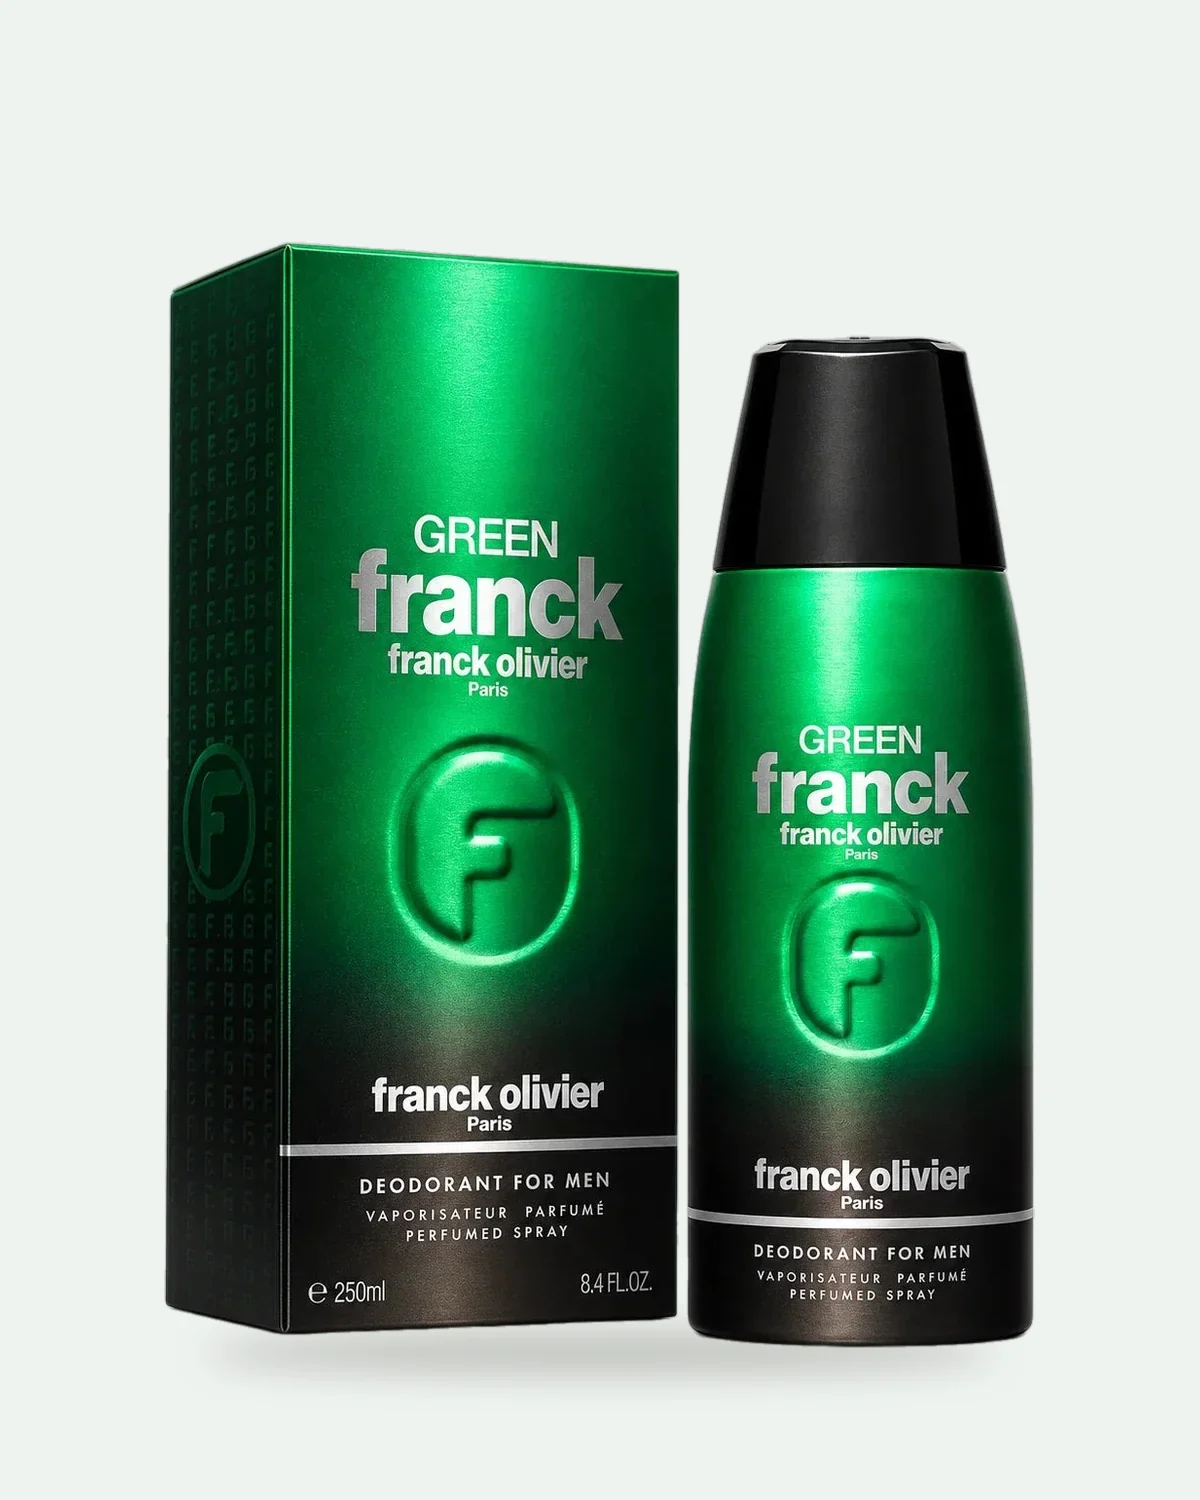 GREEN
franck
franck olivier
Paris
F
franck olivier
Paris
DEODORANT FOR MEN
VAPORISATEUR PARFUMÉ
PERFUMED SPRAY
℮ 250ml
8.4 FL.OZ.
F
GREEN
franck
franck olivier
Paris
F
franck olivier
Paris
DEODORANT FOR MEN
VAPORISATEUR PARFUMÉ
PERFUMED SPRAY